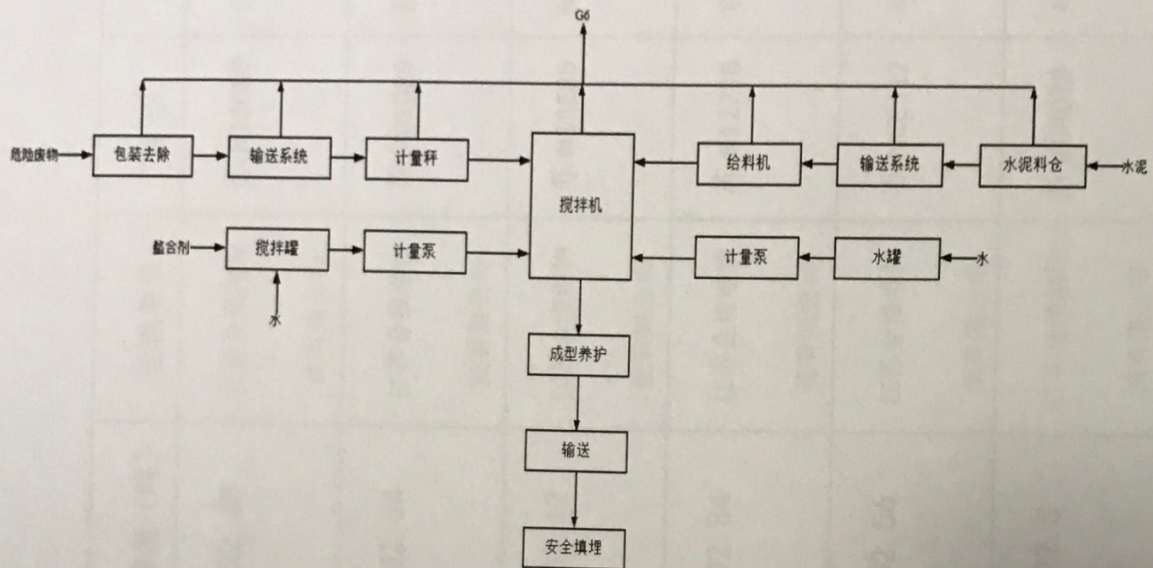 G6
危险废物
包装去除
输送系统
计量秤
搅拌机
给料机
输送系统
水泥料仓
水泥
螯合剂
搅拌罐
计量泵
计量泵
水罐
水
水
成型养护
输送
安全填埋